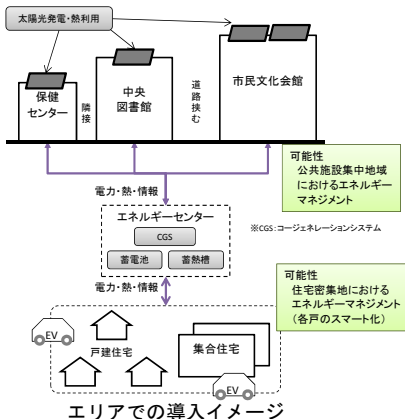 太陽光発電・熱利用
保健
センター
隣接
中央
図書館
道路挟む
市民文化会館
可能性
公共施設集中地域
におけるエネルギー
マネジメント
電力・熱・情報
エネルギーセンター
CGS
蓄電池
蓄熱槽
※CGS:コージェネレーションシステム
電力・熱・情報
可能性
住宅密集地における
エネルギーマネジメント
(各戸のスマート化)
EV
戸建住宅
集合住宅
EV
エリアでの導入イメージ